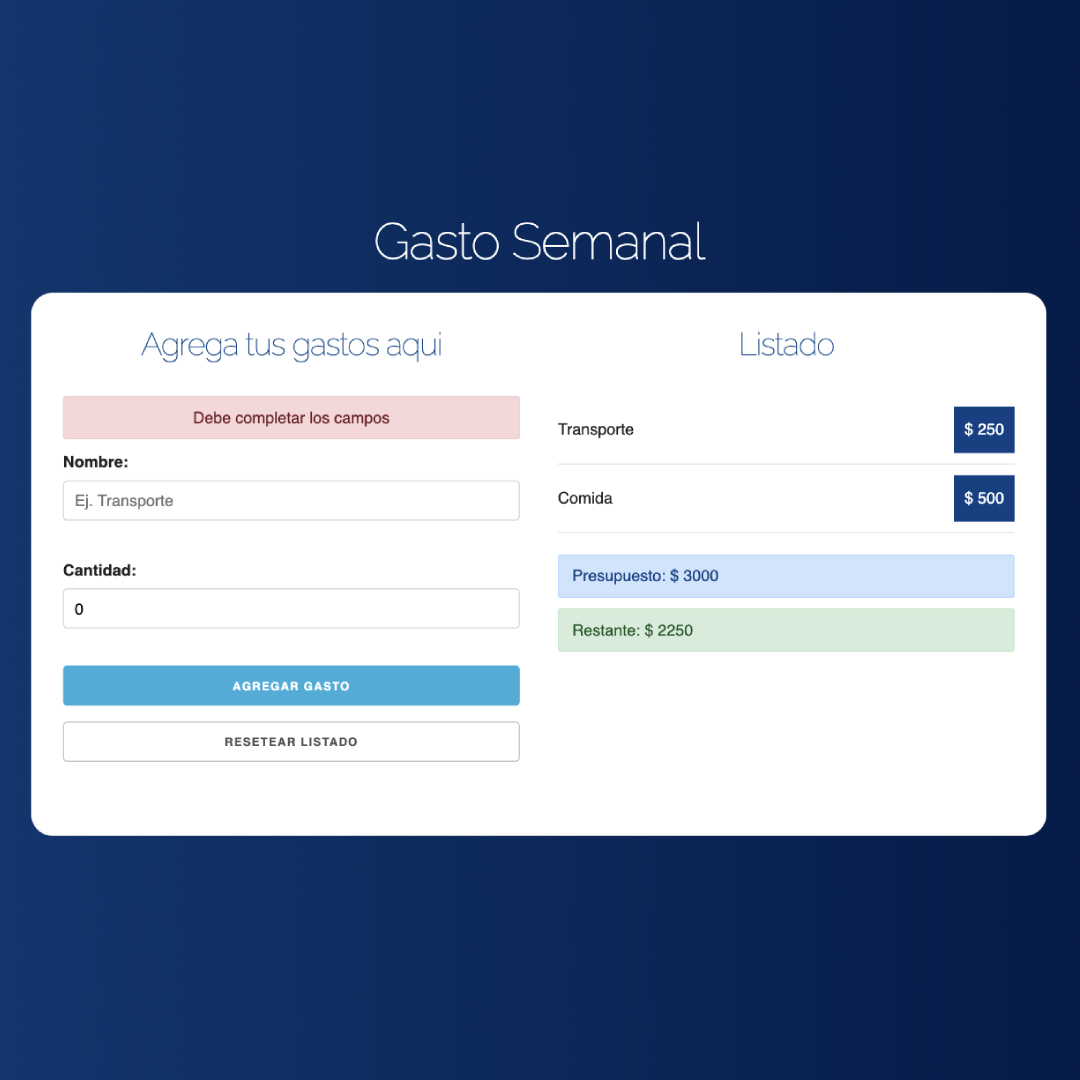 Gasto Semanal
Agrega tus gastos aqui
Debe completar los campos
Nombre:
Ej. Transporte
Cantidad:
0
AGREGAR GASTO
RESETEAR LISTADO
Listado
Transporte $ 250
Comida $ 500
Presupuesto: $ 3000
Restante: $ 2250